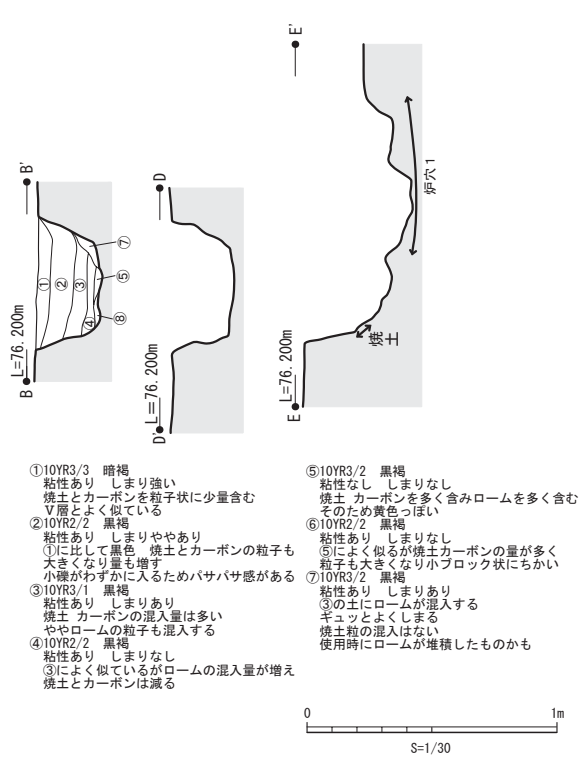 E'
B'
D
炉穴１
⑦
①
②
③
⑤
④
⑧
焼土
L=76.200m
B
L=76.200m
D'
L=76.200m
E
①10YR3/3　暗褐
粘性あり　しまり強い
焼土とカーボンを粒子状に少量含む
Ⅴ層とよく似ている
②10YR2/2　黒褐
粘性あり　しまりややあり
①に比して黒色　焼土とカーボンの粒子も
大きくなり量も増す
小礫がわずかに入るためパサパサ感がある
③10YR3/1　黒褐
粘性あり　しまりあり
焼土 カーボンの混入量は多い
ややロームの粒子も混入する
④10YR2/2　黒褐
粘性あり　しまりなし
③によく似ているがロームの混入量が増え
焼土とカーボンは減る
⑤10YR3/2　黒褐
粘性なし　しまりなし
焼土 カーボンを多く含みロームを多く含む
そのため黄色っぽい
⑥10YR2/2　黒褐
粘性あり　しまりなし
⑤によく似るが焼土カーボンの量が多く
粒子も大きくなり小ブロック状にちかい
⑦10YR3/2　黒褐
粘性あり　しまりあり
③の土にロームが混入する
ギュッとよくしまる
焼土粒の混入はない
使用時にロームが堆積したものかも
0
1m
S=1/30